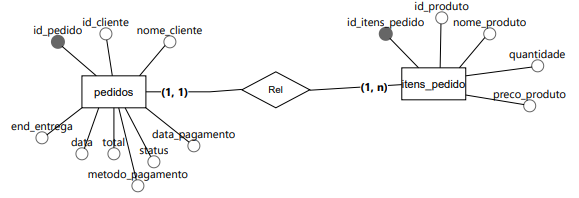 id_produto
id_cliente
id_itens_pedido
nome_produto
id_pedido
nome_cliente
quantidade
pedidos
(1, 1)
Rel
(1, n)
itens_pedido
preco_produto
end_entrega
data_pagamento
data
total
status
metodo_pagamento